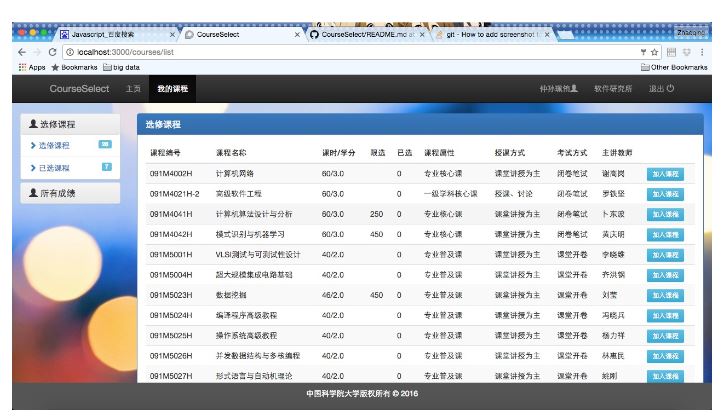 Javascript_百度搜索
CourseSelect
CourseSelect/README.md at
git - How to add screenshot t
Zhaoqing
localhost:3000/courses/list
Apps Bookmarks big data Other Bookmarks
CourseSelect 主页 我的课程 软件研究所 退出
选修课程
选修课程
已选课程 7
所有成绩
选修课程
课程编号 课程名称 课时/学分 限选 已选 课程属性 授课方式 考试方式 主讲教师
091M4002H 计算机网络 60/3.0 0 专业核心课 课堂讲授为主 闭卷笔试 谢高岗 加入课程
091M4021H-2 高级软件工程 60/3.0 0 一级学科核心课 授课、讨论 闭卷笔试 罗铁坚 加入课程
091M4041H 计算机算法设计与分析 60/3.0 250 0 专业核心课 课堂讲授为主 闭卷笔试 卜东波 加入课程
091M4042H 模式识别与机器学习 60/3.0 450 0 专业核心课 课堂讲授为主 闭卷笔试 黄庆明 加入课程
091M5001H VLSI测试与可测试性设计 40/2.0 0 专业普及课 课堂讲授为主 课堂开卷 李晓维 加入课程
091M5004H 超大规模集成电路基础 40/2.0 0 专业普及课 课堂讲授为主 课堂开卷 齐洪钢 加入课程
091M5023H 数据挖掘 46/2.0 450 0 专业普及课 课堂讲授为主 课堂开卷 刘莹 加入课程
091M5024H 编译程序高级教程 40/2.0 0 专业普及课 课堂讲授为主 课堂开卷 冯晓兵 加入课程
091M5025H 操作系统高级教程 40/2.0 0 专业普及课 课堂讲授为主 课堂开卷 杨力祥 加入课程
091M5026H 并发数据结构与多核编程 40/2.0 0 专业普及课 课堂讲授为主 课堂开卷 林惠民 加入课程
091M5027H 形式语言与自动机理论 40/2.0 0 专业普及课 课堂讲授为主 课堂开卷 姚刚 加入课程
中国科学院大学版权所有 © 2016